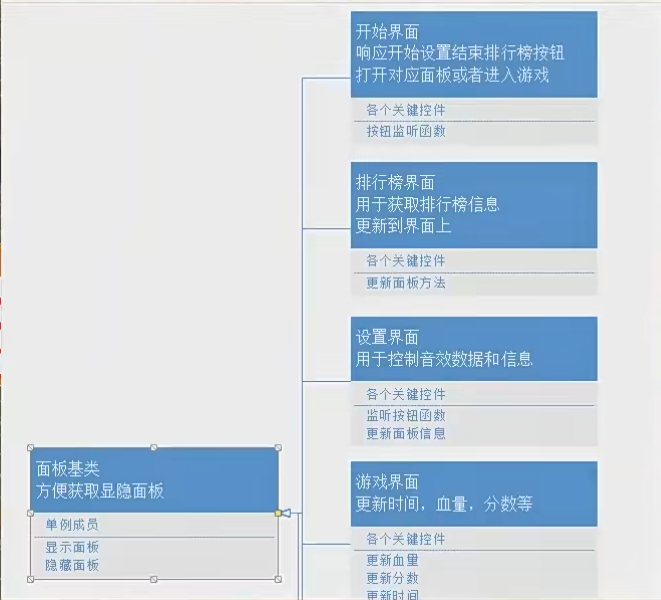 开始界面
响应开始设置结束排行榜按钮
打开对应面板或者进入游戏
各个关键控件
按钮监听函数
排行榜界面
用于获取排行榜信息
更新到界面上
各个关键控件
更新面板方法
设置界面
用于控制音效数据和信息
各个关键控件
监听按钮函数
更新面板信息
面板基类
方便获取显隐面板
单例成员
显示面板
隐藏面板
游戏界面
更新时间，血量，分数等
各个关键控件
更新血量
更新分数
更新时间